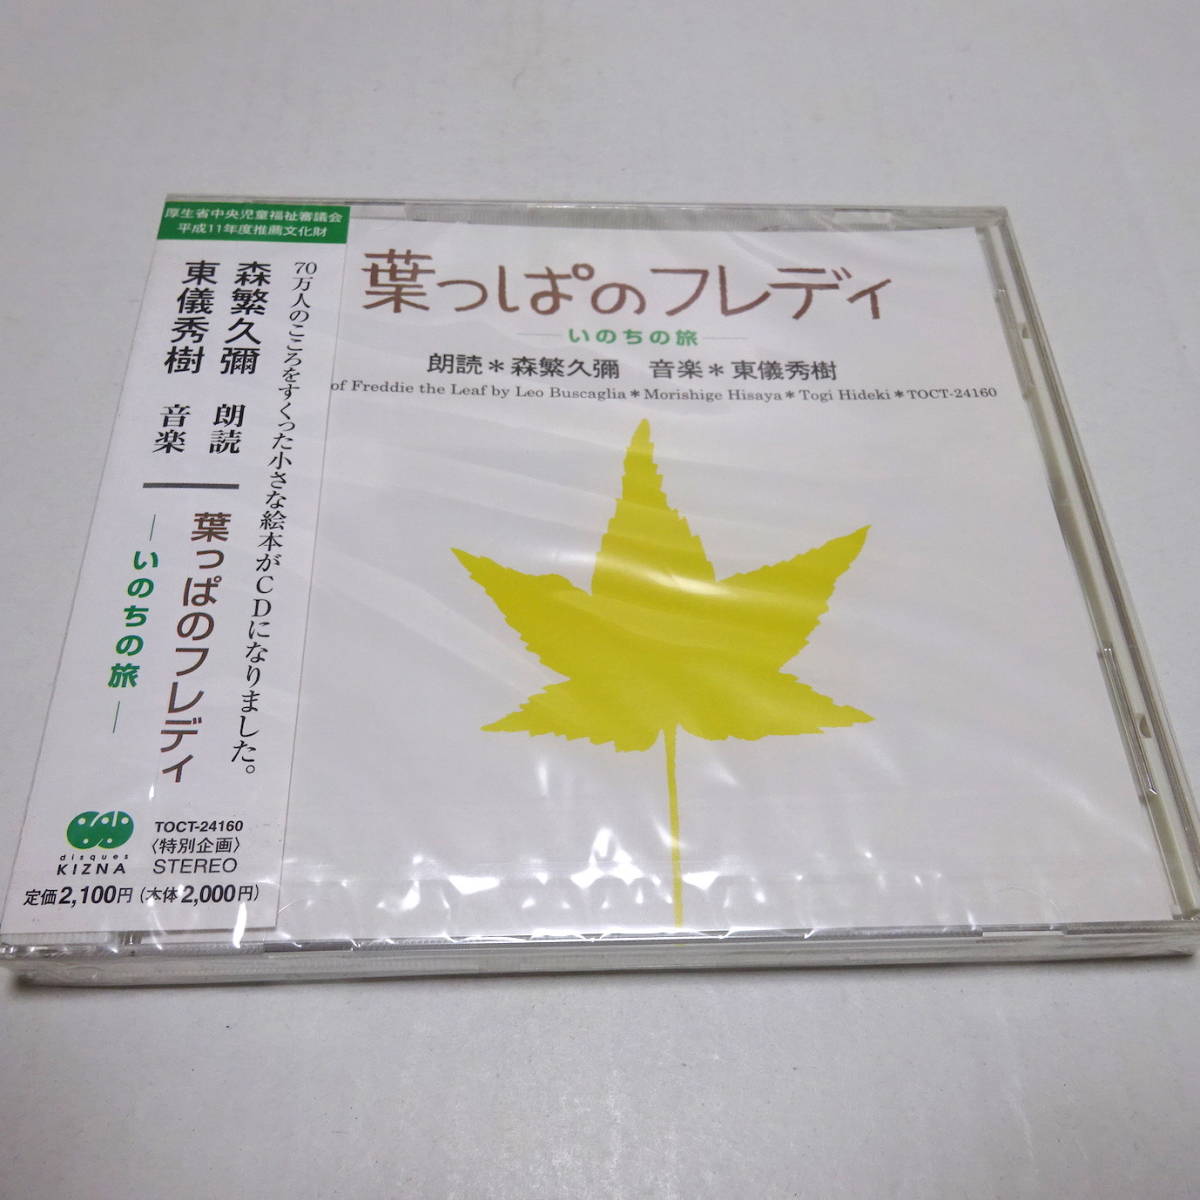 厚生省中央児童福祉審議会
平成11年度推薦文化財
70万人のこころをすくった小さな絵本がCDになりました。
森繁久彌 朗読
東儀秀樹 音楽
葉っぱのフレディ
―いのちの旅―
disques
KIZNA
TOCT-24160
〈特別企画〉
STEREO
定価2,100円(本体2,000円)
葉っぱのフレディ
―いのちの旅―
朗読＊森繁久彌 音楽＊東儀秀樹
of Freddie the Leaf by Leo Buscaglia＊Morishige Hisaya＊Togi Hideki＊TOCT-24160